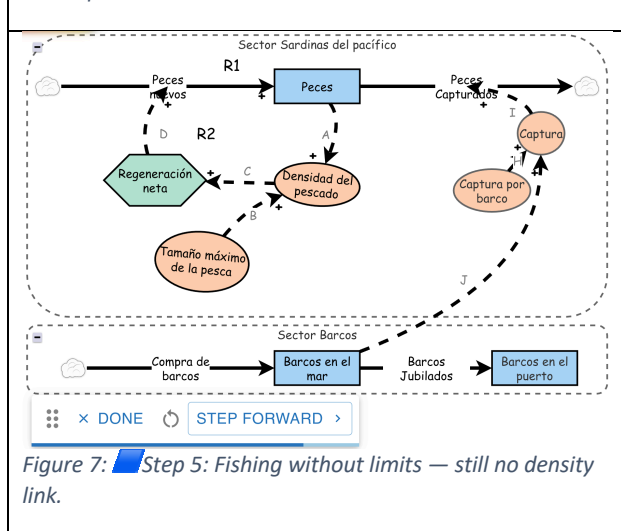 Sector Sardinas del pacífico
R1
Peces
nuevos
+
+
Peces
Peces
Capturados
+
I
Captura
D
R2
A
+
+
H
+
Regeneración
neta
+
C
Densidad del
pescado
+
B
Captura por
barco
Tamaño máximo
de la pesca
J
Sector Barcos
Compra de
barcos
Barcos en el
mar
Barcos
Jubilados
Barcos en el
puerto
× DONE
STEP FORWARD >
Figure 7: Step 5: Fishing without limits — still no density
link.